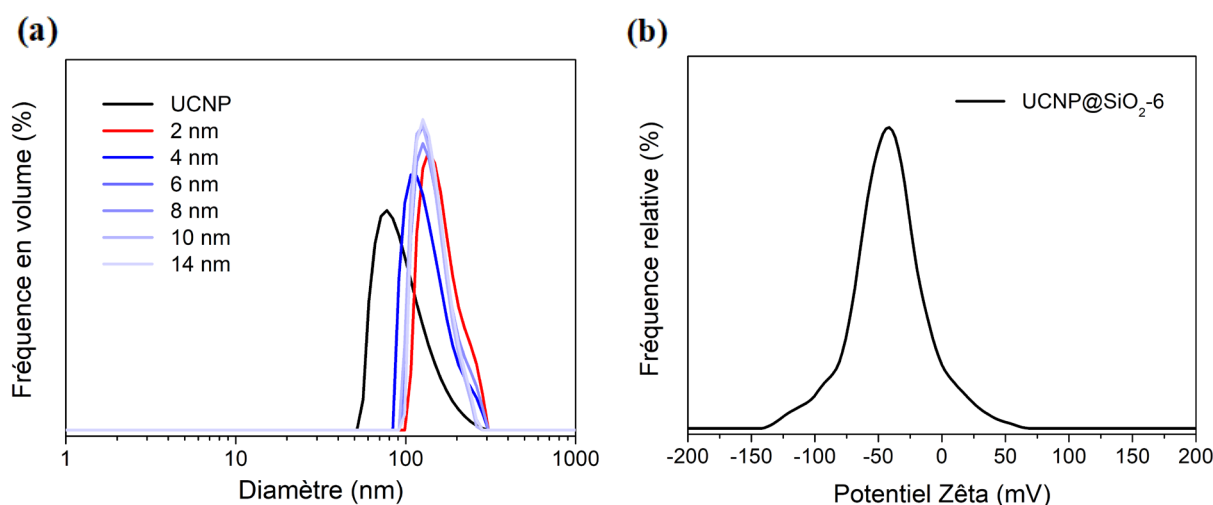 (a)
Fréquence en volume (%)
UCNP
2 nm
4 nm
6 nm
8 nm
10 nm
14 nm
1
10
100
1000
Diamètre (nm)
(b)
Fréquence relative (%)
UCNP@SiO₂-6
-200
-150
-100
-50
0
50
100
150
200
Potentiel Zêta (mV)